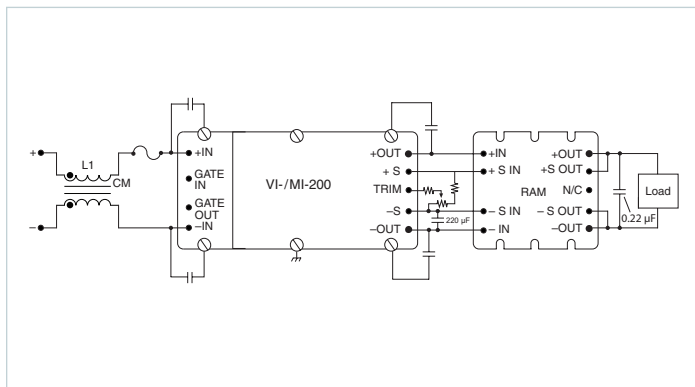 L1
CM
+
–
+IN
GATE
IN
GATE
OUT
–IN
VI-/MI-200
+OUT
+ S
TRIM
–S
–OUT
220 µF
+IN
+ S IN
– S IN
– IN
RAM
+OUT
+S OUT
N/C
– S OUT
–OUT
0.22 µF
Load